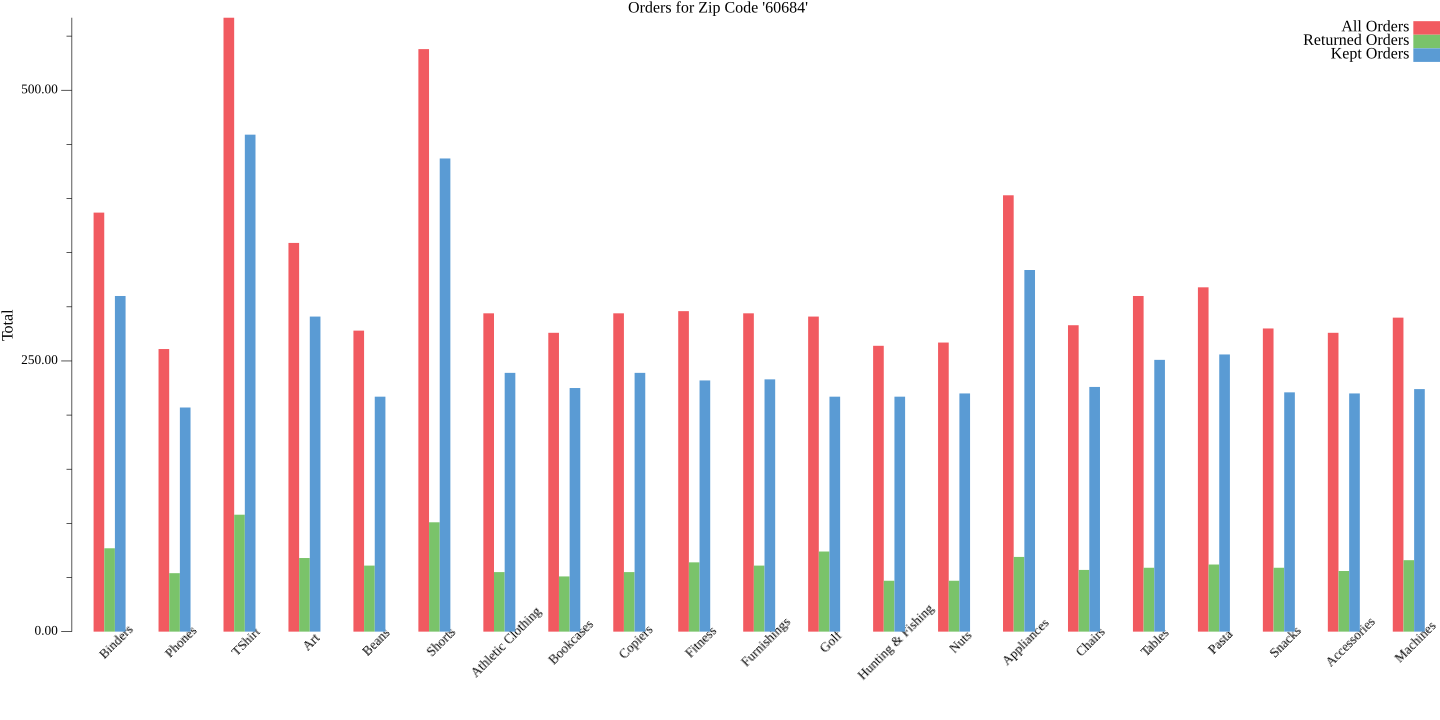 Orders for Zip Code '60684'
All Orders
Returned Orders
Kept Orders
500.00
250.00
0.00
Total
Binders
Phones
TShirt
Art
Beans
Shorts
Athletic Clothing
Bookcases
Copiers
Fitness
Furnishings
Golf
Hunting & Fishing
Nuts
Appliances
Chairs
Tables
Pasta
Snacks
Accessories
Machines